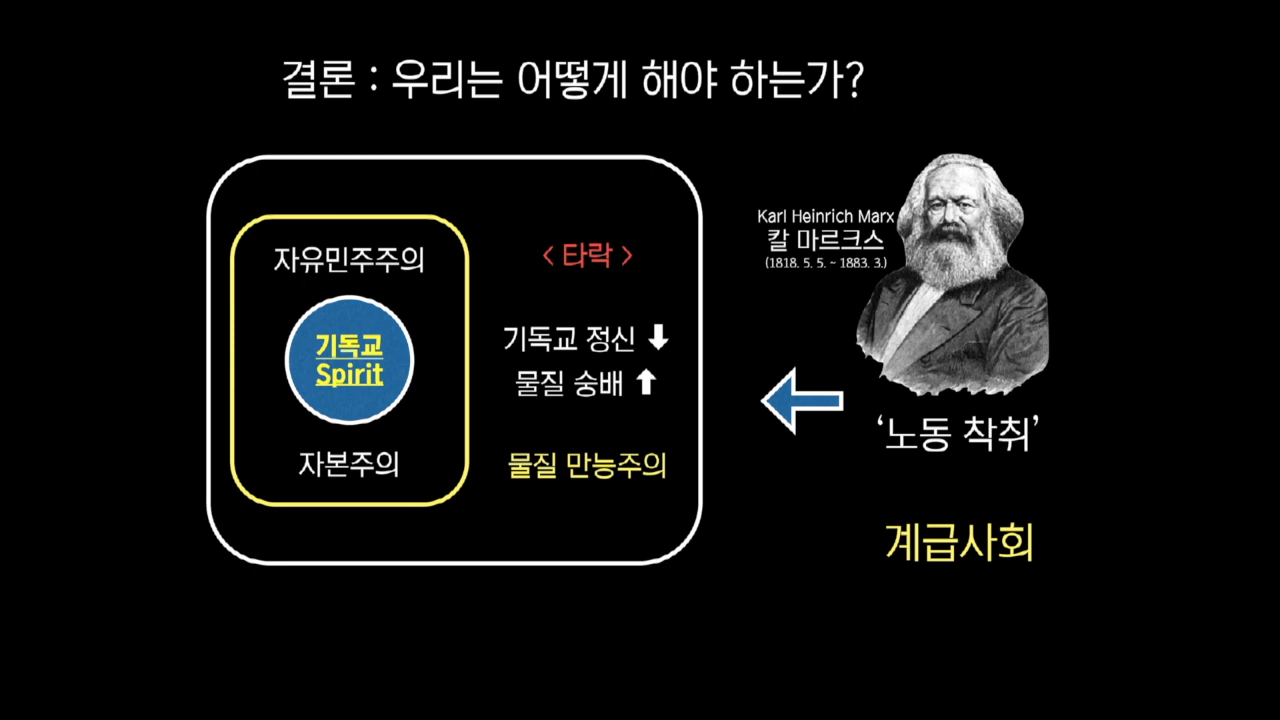 결론 : 우리는 어떻게 해야 하는가?
자유민주주의
기독교
Spirit
자본주의
< 타락 >
기독교 정신 ⬇
물질 숭배 ⬆
물질 만능주의
Karl Heinrich Marx
칼 마르크스
(1818. 5. 5. ~ 1883. 3.)
‘노동 착취’
계급사회